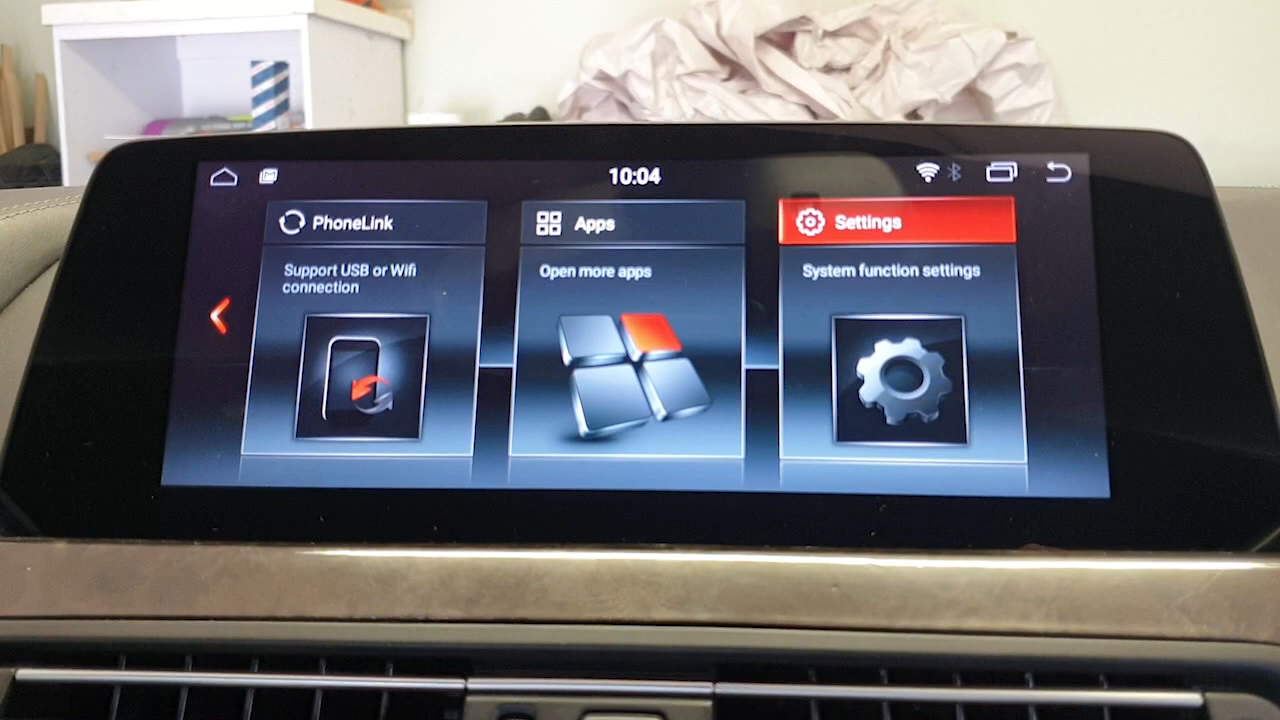 10:04
PhoneLink
Apps
Settings
Support USB or Wifi
connection
Open more apps
System function settings